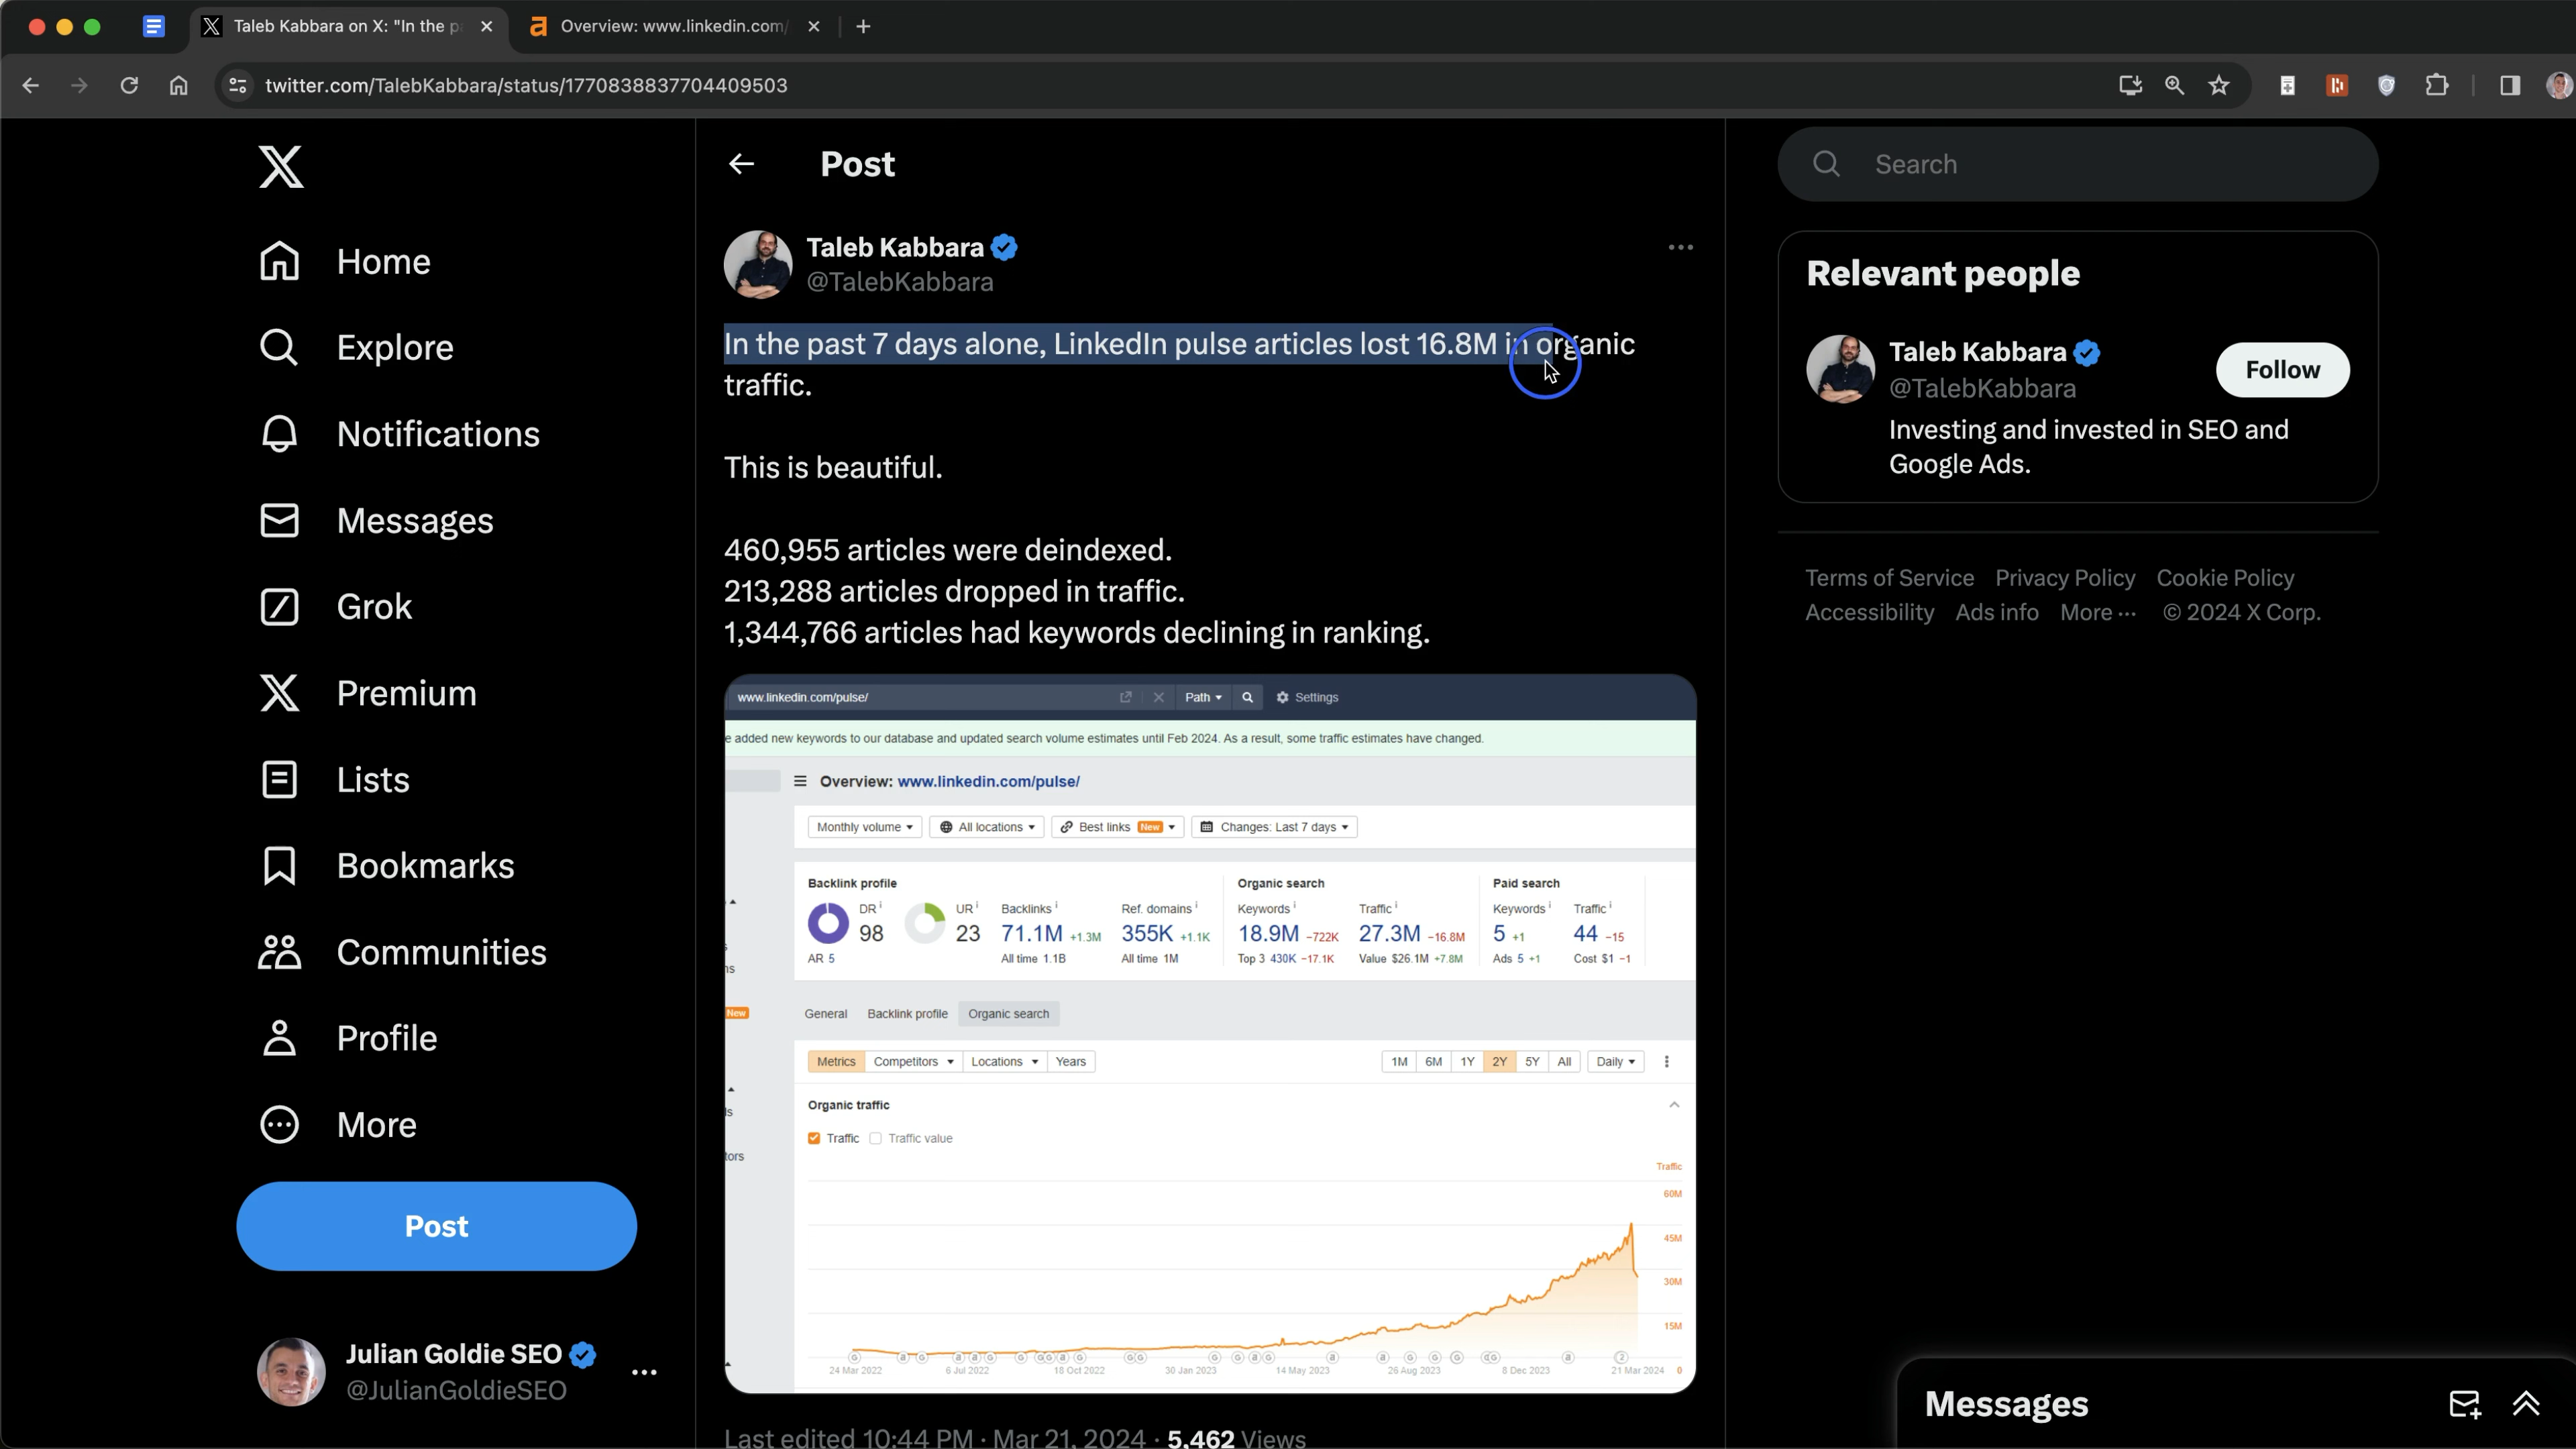 Taleb Kabbara on X: "In the pa
Overview: www.linkedin.com/
twitter.com/TalebKabbara/status/1770838837704409503
Home
Explore
Notifications
Messages
Grok
Premium
Lists
Bookmarks
Communities
Profile
More
Post
Julian Goldie SEO
@JulianGoldieSEO
Post
Taleb Kabbara
@TalebKabbara
In the past 7 days alone, LinkedIn pulse articles lost 16.8M in organic
traffic.
This is beautiful.
460,955 articles were deindexed.
213,288 articles dropped in traffic.
1,344,766 articles had keywords declining in ranking.
www.linkedin.com/pulse/ Path Settings
e added new keywords to our database and updated search volume estimates until Feb 2024. As a result, some traffic estimates have changed.
Overview: www.linkedin.com/pulse/
Monthly volume All locations Best links New Changes: Last 7 days
Backlink profile Organic search Paid search
DR UR Backlinks Ref. domains Keywords Traffic Keywords Traffic
98 23 71.1M +1.3M 355K +1.1K 18.9M −722K 27.3M −16.8M 5 +1 44 −15
AR 5 All time 1.1B All time 1M Top 3 430K −17.1K Value $26.1M +7.8M Ads 5 +1 Cost $1 −1
ns
New
General Backlink profile Organic search
Metrics Competitors Locations Years 1M 6M 1Y 2Y 5Y All Daily
ls
Organic traffic
Traffic Traffic value
tors
Traffic
60M
45M
30M
15M
0
24 Mar 2022 6 Jul 2022 18 Oct 2022 30 Jan 2023 14 May 2023 26 Aug 2023 8 Dec 2023 21 Mar 2024
Last edited 10:44 PM · Mar 21, 2024 · 5,462 Views
Search
Relevant people
Taleb Kabbara
@TalebKabbara
Follow
Investing and invested in SEO and
Google Ads.
Terms of Service Privacy Policy Cookie Policy
Accessibility Ads info More ··· © 2024 X Corp.
Messages